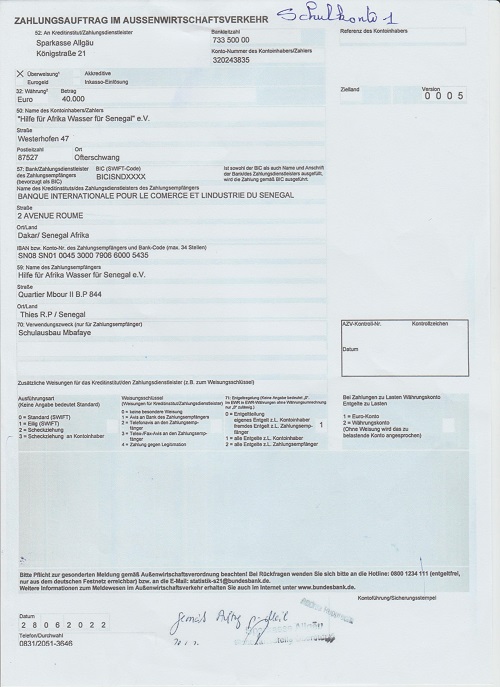 ZAHLUNGSAUFTRAG IM AUSSENWIRTSCHAFTSVERKEHR Schulkonto 1
52: An Kreditinstitut/Zahlungsdienstleister
Sparkasse Allgäu
Königstraße 21
Bankleitzahl
733 500 00
Konto-Nummer des Kontoinhabers/Zahlers
320243835
Referenz des Kontoinhabers
X Überweisung Akkreditive
Eurogeld Inkasso-Einlösung
32: Währung Betrag
Euro 40.000
Zielland
Version
0 0 0 5
50: Name des Kontoinhabers/Zahlers
"Hilfe für Afrika Wasser für Senegal" e.V.
Straße
Westerhofen 47
Postleitzahl Ort
87527 Ofterschwang
57: Bank/Zahlungsdienstleister des Zahlungsempfängers (bevorzugt als BIC)
BIC (SWIFT-Code)
BICISNDXXXX
Ist sowohl der BIC als auch Name und Anschrift der Bank/des Zahlungsdienstleisters ausgefüllt, wird die Zahlung gemäß BIC ausgeführt.
Name des Kreditinstituts/des Zahlungsdienstleisters des Zahlungsempfängers
BANQUE INTERNATIONALE POUR LE COMERCE ET LINDUSTRIE DU SENEGAL
Straße
2 AVENUE ROUME
Ort/Land
Dakar/ Senegal Afrika
IBAN bzw. Konto-Nr. des Zahlungsempfängers und Bank-Code (max. 34 Stellen)
SN08 SN01 0045 3000 7906 6000 5435
59: Name des Zahlungsempfängers
Hilfe für Afrika Wasser für Senegal e.V.
Straße
Quartier Mbour II B.P 844
Ort/Land
Thies R.P / Senegal
70: Verwendungszweck (nur für Zahlungsempfänger)
Schulausbau Mbafaye
AZV-Kontroll-Nr. Kontrollzeichen
Datum
Zusätzliche Weisungen für das Kreditinstitut/den Zahlungsdienstleister (z.B. zum Weisungsschlüssel)
Ausführungsart
(Keine Angabe bedeutet Standard)
0 = Standard (SWIFT)
1 = Eilig (SWIFT)
2 = Scheckziehung
3 = Scheckziehung an Kontoinhaber
Weisungsschlüssel
(Weisungen für Kreditinstitut/Zahlungsdienstleister)
0 = keine besondere Weisung
1 = Avis an Bank des Zahlungsempfängers
2 = Telefonavis an den Zahlungsempfänger
3 = Telex-/Fax-Avis an Zahlungsempfänger
4 = Zahlung gegen Legitimation
71: Entgeltregelung
0 = Entgeltteilung
eigenes Entgelt z.L. Kontoinhaber
fremdes Entgelt z.L. Zahlungsempfänger
1 = alle Entgelte z.L. Kontoinhaber
2 = alle Entgelte z.L. Zahlungsempfänger
1
Bei Zahlungen zu Lasten Währungskonto
Entgelte zu Lasten
1 = Euro-Konto
2 = Währungskonto
(Ohne Weisung wird das zu
belastende Konto angesprochen)
Bitte Pflicht zur gesonderten Meldung gemäß Außenwirtschaftsverordnung beachten! Bei Rückfragen wenden Sie sich bitte an die Hotline: 0800 1234 111 (entgeltfrei,
nur aus dem deutschen Festnetz erreichbar) bzw. an die E-Mail: statistik-s21@bundesbank.de.
Weitere Informationen zum Meldewesen im Außenwirtschaftsverkehr erhalten Sie auch im Internet unter www.bundesbank.de.
Kontoführung/Sicherungsstempel
Datum
2 8 0 6 2 0 2 2
Telefon/Durchwahl
0831/2051-3646